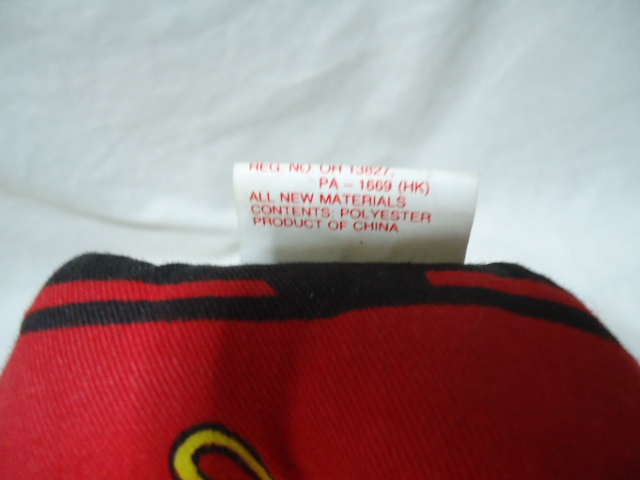 REG. NO. OH 13827,
PA - 1669 (HK)
ALL NEW MATERIALS
CONTENTS: POLYESTER
PRODUCT OF CHINA